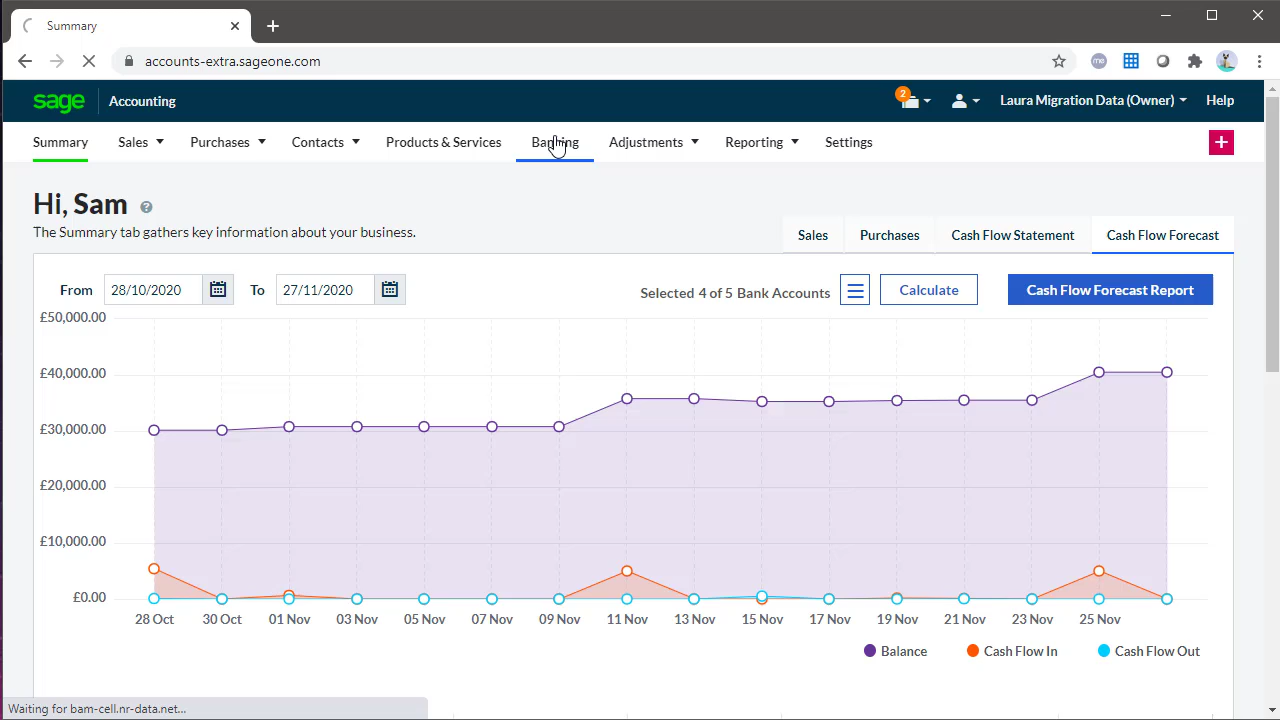 Summary
accounts-extra.sageone.com
me
sage Accounting 2 Laura Migration Data (Owner) Help
Summary Sales Purchases Contacts Products & Services Banking Adjustments Reporting Settings
Hi, Sam ?
The Summary tab gathers key information about your business.
Sales Purchases Cash Flow Statement Cash Flow Forecast
From 28/10/2020 To 27/11/2020 Selected 4 of 5 Bank Accounts Calculate Cash Flow Forecast Report
£50,000.00
£40,000.00
£30,000.00
£20,000.00
£10,000.00
£0.00
28 Oct 30 Oct 01 Nov 03 Nov 05 Nov 07 Nov 09 Nov 11 Nov 13 Nov 15 Nov 17 Nov 19 Nov 21 Nov 23 Nov 25 Nov
Balance Cash Flow In Cash Flow Out
Waiting for bam-cell.nr-data.net...